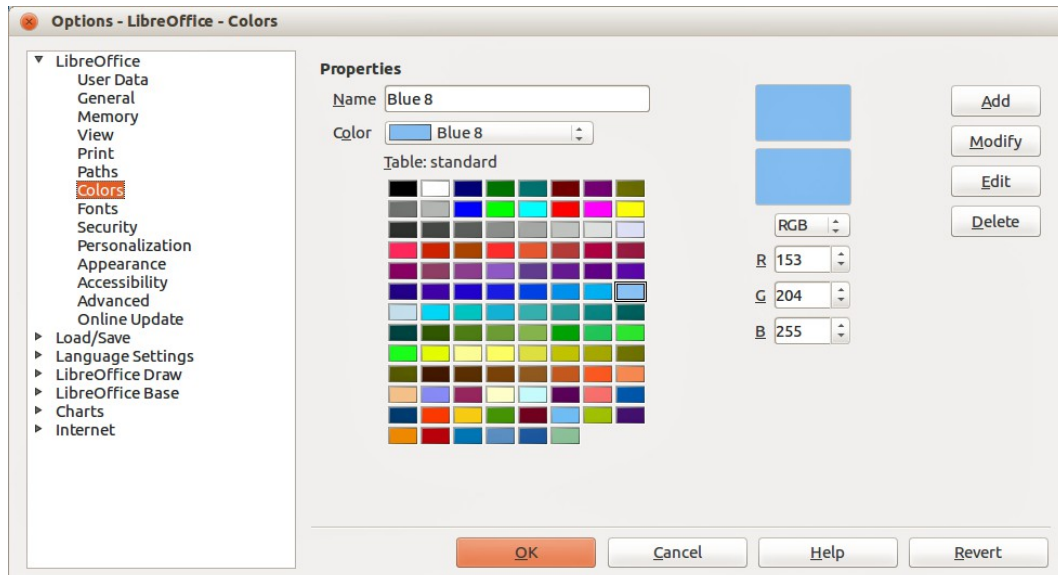 Options - LibreOffice - Colors
LibreOffice
User Data
General
Memory
View
Print
Paths
Colors
Fonts
Security
Personalization
Appearance
Accessibility
Advanced
Online Update
Load/Save
Language Settings
LibreOffice Draw
LibreOffice Base
Charts
Internet
Properties
Name Blue 8
Color Blue 8
Table: standard
RGB
R 153
G 204
B 255
Add
Modify
Edit
Delete
OK
Cancel
Help
Revert